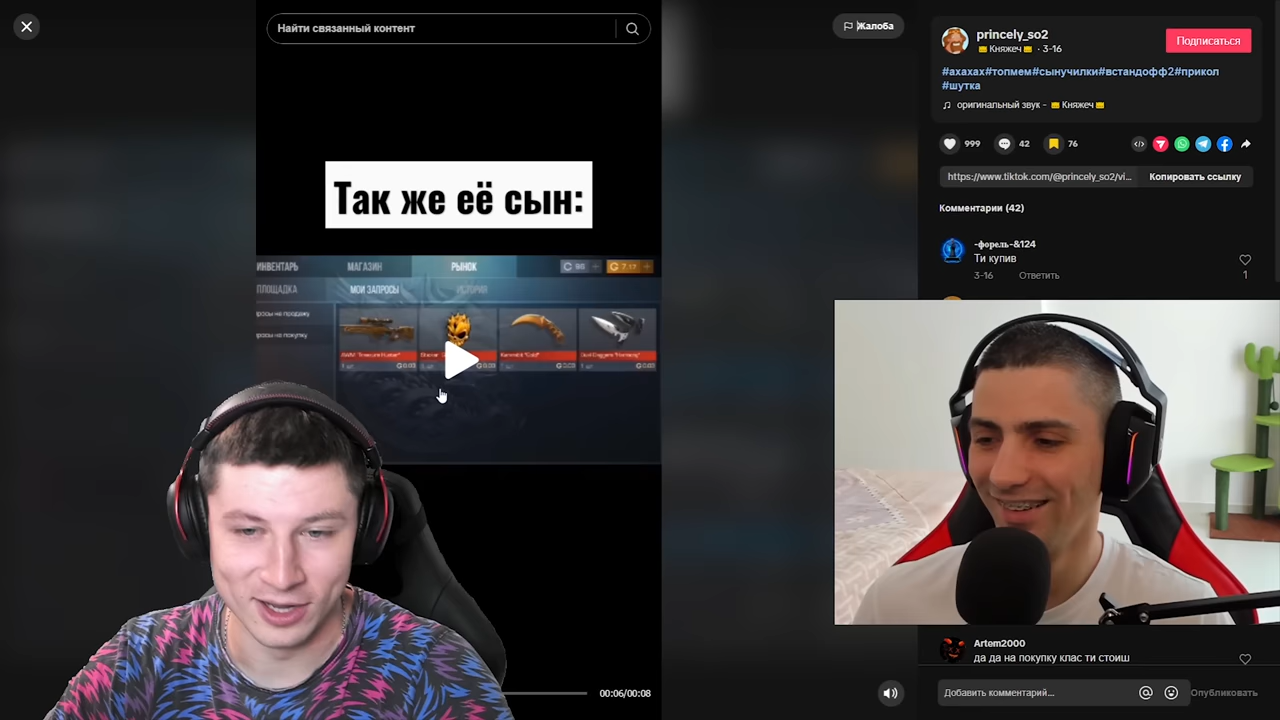 Найти связанный контент
Жалоба
Так же её сын:
ИНВЕНТАРЬ
МАГАЗИН
РЫНОК
7.17
МОИ ЗАПРОСЫ
ИСТОРИЯ
00:06/00:08
princely_so2
Княжеч · 3-16
Подписаться
#ахахах#топмем#сынучилки#встандофф2#прикол
#шутка
оригинальный звук - Княжеч
999
42
76
https://www.tiktok.com/@princely_so2/vi...
Копировать ссылку
Комментарии (42)
-форель-&124
Ти купив
3-16
Ответить
1
Artem2000
да да на покупку клас ти стоиш
Добавить комментарий...
Опубликовать